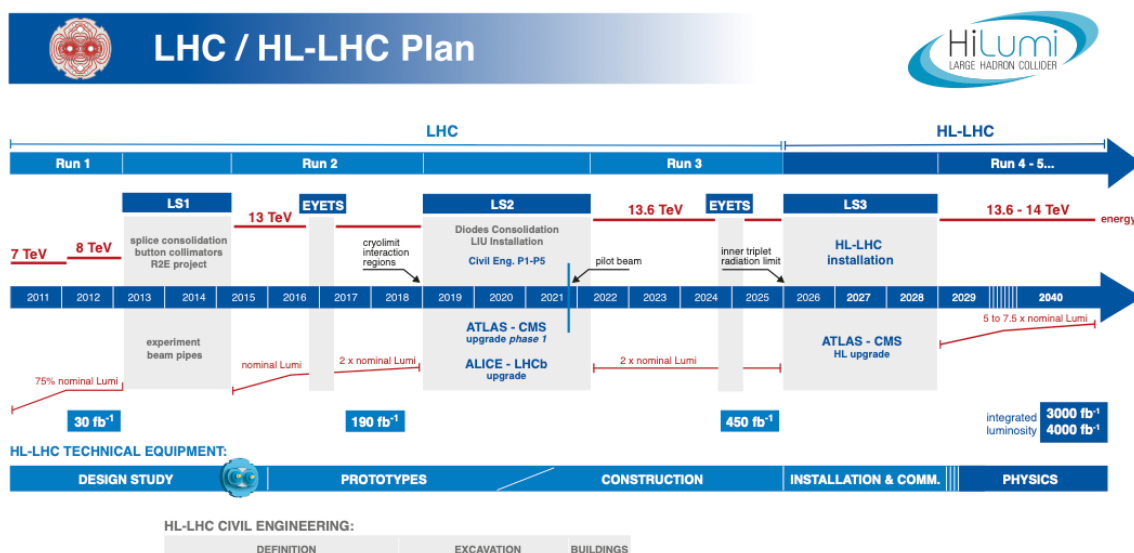 LHC / HL-LHC Plan
HiLumi
LARGE HADRON COLLIDER
LHC
HL-LHC
Run 1
Run 2
Run 3
Run 4 - 5...
LS1
EYETS
LS2
EYETS
LS3
7 TeV
8 TeV
13 TeV
13.6 TeV
13.6 - 14 TeV
energy
splice consolidation
button collimators
R2E project
cryolimit
interaction
regions
Diodes Consolidation
LIU Installation
Civil Eng. P1-P5
pilot beam
inner triplet
radiation limit
HL-LHC
installation
2011 2012 2013 2014 2015 2016 2017 2018 2019 2020 2021 2022 2023 2024 2025 2026 2027 2028 2029 2040
experiment
beam pipes
75% nominal Lumi
nominal Lumi
2 x nominal Lumi
ATLAS - CMS
upgrade phase 1
ALICE - LHCb
upgrade
2 x nominal Lumi
ATLAS - CMS
HL upgrade
5 to 7.5 x nominal Lumi
30 fb⁻¹
190 fb⁻¹
450 fb⁻¹
integrated
luminosity
3000 fb⁻¹
4000 fb⁻¹
HL-LHC TECHNICAL EQUIPMENT:
DESIGN STUDY
PROTOTYPES
CONSTRUCTION
INSTALLATION & COMM.
PHYSICS
HL-LHC CIVIL ENGINEERING:
DEFINITION
EXCAVATION
BUILDINGS